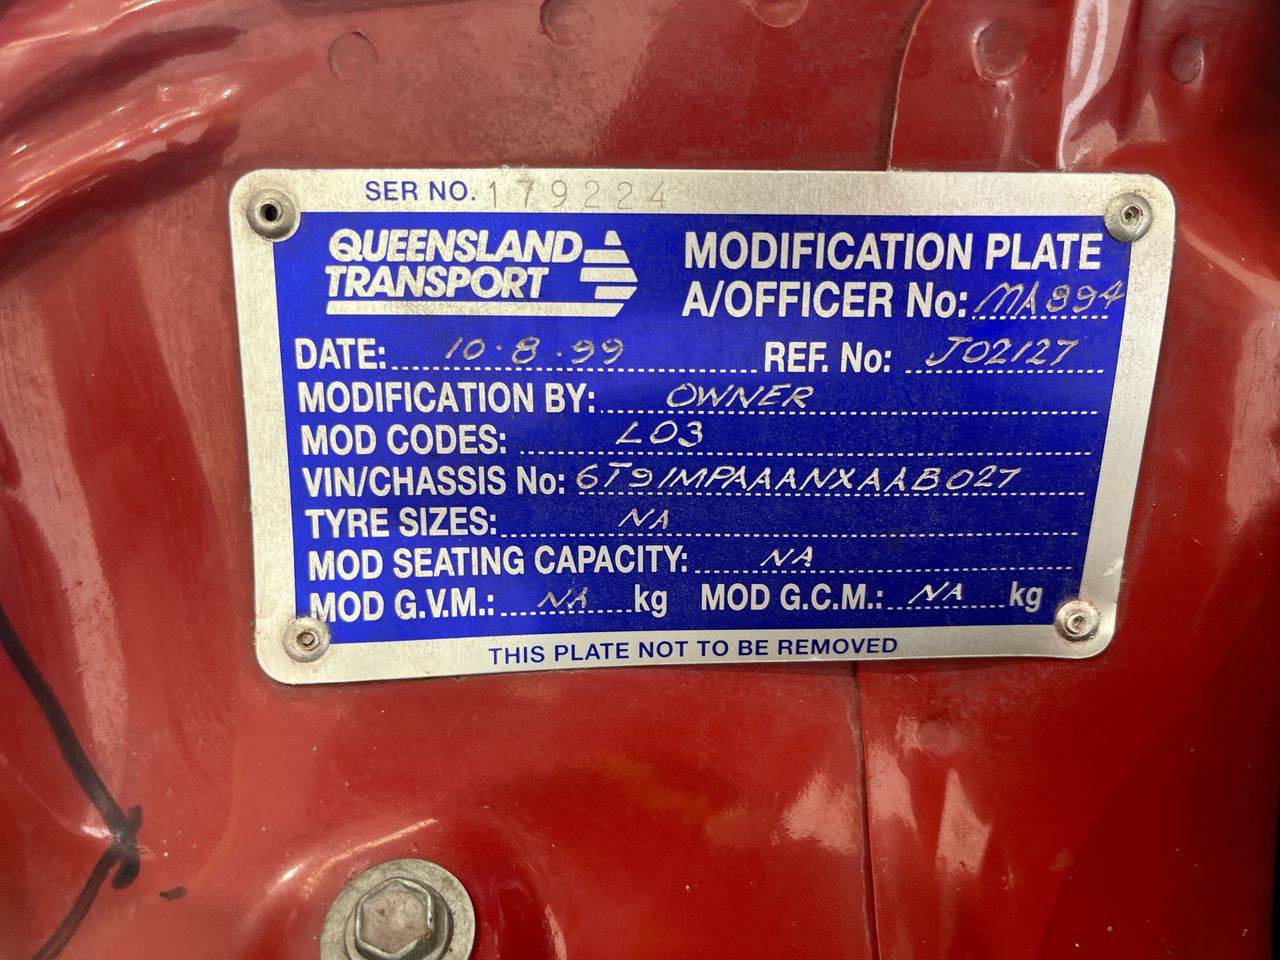 SER NO. 179224
QUEENSLAND TRANSPORT
MODIFICATION PLATE
A/OFFICER No: MA894
DATE: 10.8.99 REF. No: J02127
MODIFICATION BY: OWNER
MOD CODES: LO3
VIN/CHASSIS No: 6T91MPAAANXAAB027
TYRE SIZES: NA
MOD SEATING CAPACITY: NA
MOD G.V.M.: NA kg MOD G.C.M.: NA kg
THIS PLATE NOT TO BE REMOVED